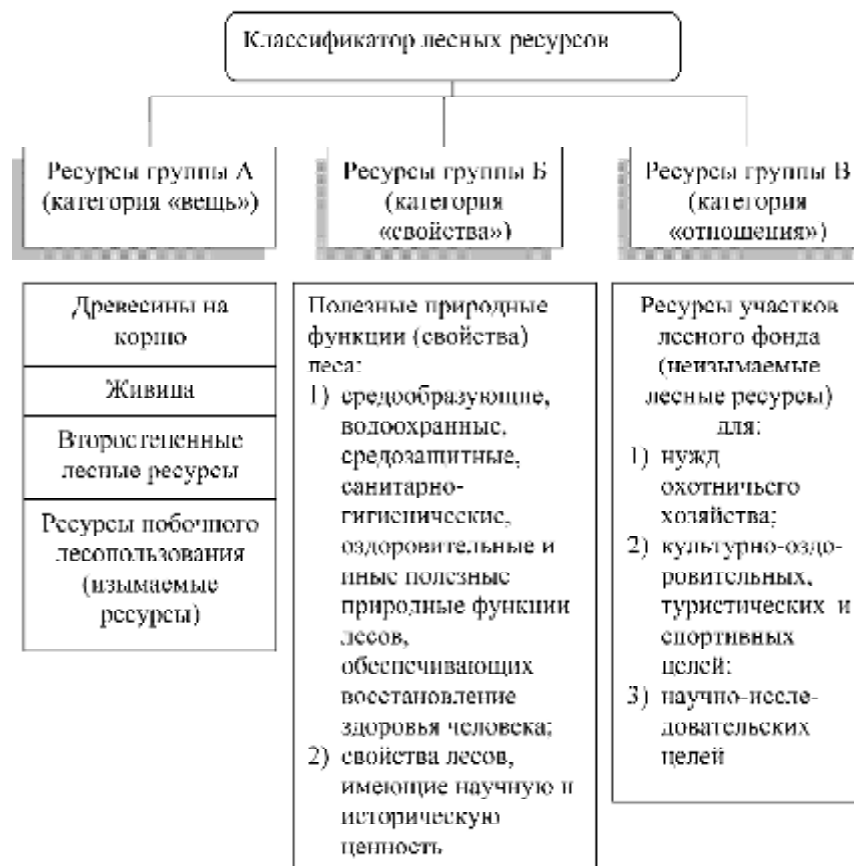 Классификатор лесных ресурсов
Ресурсы группы А
(категория «вещь»)
Ресурсы группы Б
(категория
«свойства»)
Ресурсы группы В
(категория
«отношения»)
Древесины на
корню
Живица
Второстепенные
лесные ресурсы
Ресурсы побочного
лесопользования
(изымаемые
ресурсы)
Полезные природные
функции (свойства)
леса:
1) средообразующие,
водоохранные,
средозащитные,
санитарно-
гигиенические,
оздоровительные и
иные полезные
природные функции
лесов,
обеспечивающих
восстановление
здоровья человека;
2) свойства лесов,
имеющие научную и
историческую
ценность
Ресурсы участков
лесного фонда
(неизымаемые
лесные ресурсы)
для:
1) нужд
охотничьего
хозяйства;
2) культурно-оздо-
ровительных,
туристических и
спортивных
целей;
3) научно-иссле-
довательских
целей